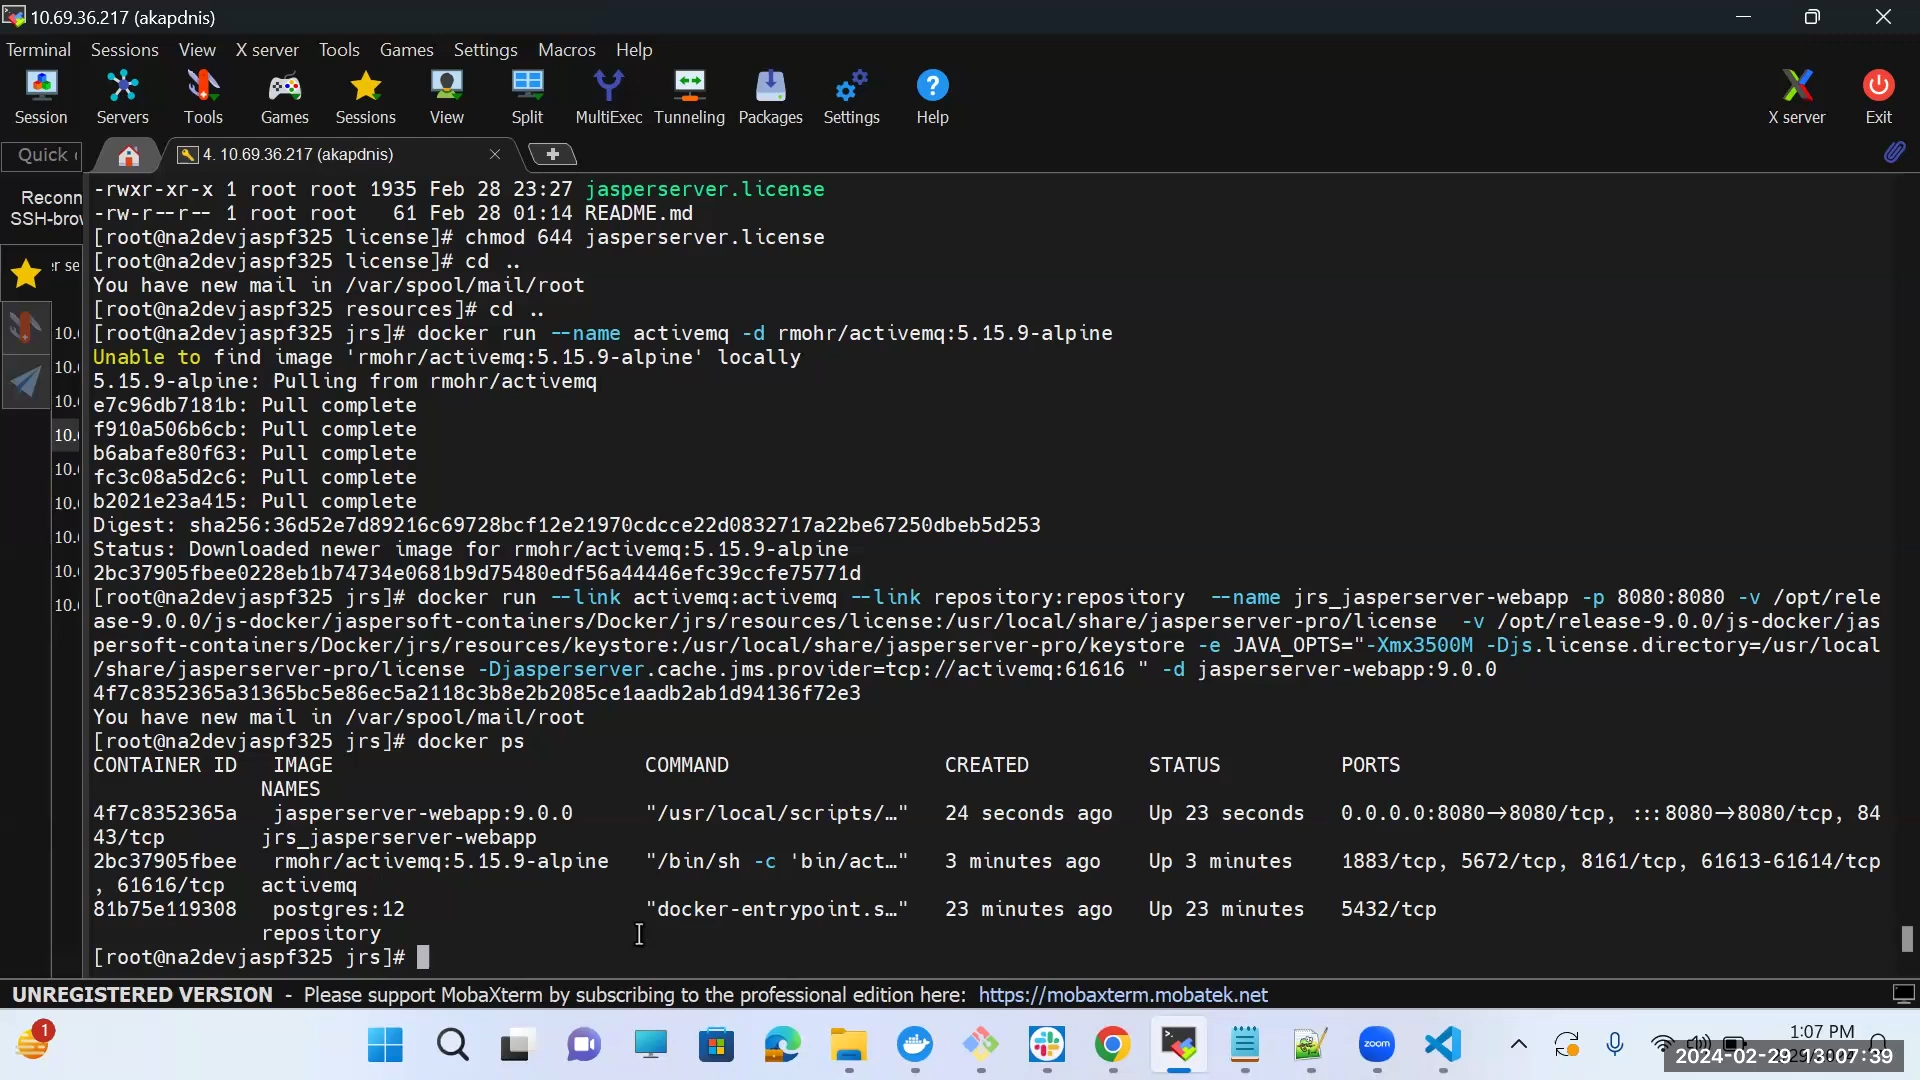 10.69.36.217 (akapdnis)
Terminal Sessions View X server Tools Games Settings Macros Help
Session Servers Tools Games Sessions View Split MultiExec Tunneling Packages Settings Help X server Exit
Quick 4. 10.69.36.217 (akapdnis)
Reconn
SSH-brow
-rwxr-xr-x 1 root root 1935 Feb 28 23:27 jasperserver.license
-rw-r--r-- 1 root root   61 Feb 28 01:14 README.md
[root@na2devjaspf325 license]# chmod 644 jasperserver.license
[root@na2devjaspf325 license]# cd ..
You have new mail in /var/spool/mail/root
[root@na2devjaspf325 resources]# cd ..
[root@na2devjaspf325 jrs]# docker run --name activemq -d rmohr/activemq:5.15.9-alpine
Unable to find image 'rmohr/activemq:5.15.9-alpine' locally
5.15.9-alpine: Pulling from rmohr/activemq
e7c96db7181b: Pull complete
f910a506b6cb: Pull complete
b6abafe80f63: Pull complete
fc3c08a5d2c6: Pull complete
b2021e23a415: Pull complete
Digest: sha256:36d52e7d89216c69728bcf12e21970cdcce22d0832717a22be67250dbeb5d253
Status: Downloaded newer image for rmohr/activemq:5.15.9-alpine
2bc37905fbee0228eb1b74734e0681b9d75480edf56a44446efc39ccfe75771d
[root@na2devjaspf325 jrs]# docker run --link activemq:activemq --link repository:repository  --name jrs_jasperserver-webapp -p 8080:8080 -v /opt/rele
ase-9.0.0/js-docker/jaspersoft-containers/Docker/jrs/resources/license:/usr/local/share/jasperserver-pro/license  -v /opt/release-9.0.0/js-docker/jas
persoft-containers/Docker/jrs/resources/keystore:/usr/local/share/jasperserver-pro/keystore -e JAVA_OPTS="-Xmx3500M -Djs.license.directory=/usr/local
/share/jasperserver-pro/license -Djasperserver.cache.jms.provider=tcp://activemq:61616 " -d jasperserver-webapp:9.0.0
4f7c8352365a31365bc5e86ec5a2118c3b8e2b2085ce1aadb2ab1d94136f72e3
You have new mail in /var/spool/mail/root
[root@na2devjaspf325 jrs]# docker ps
CONTAINER ID   IMAGE   COMMAND   CREATED   STATUS   PORTS
NAMES
4f7c8352365a   jasperserver-webapp:9.0.0   "/usr/local/scripts/…"   24 seconds ago   Up 23 seconds   0.0.0.0:8080->8080/tcp, :::8080->8080/tcp, 84
43/tcp   jrs_jasperserver-webapp
2bc37905fbee   rmohr/activemq:5.15.9-alpine   "/bin/sh -c 'bin/act…"   3 minutes ago   Up 3 minutes   1883/tcp, 5672/tcp, 8161/tcp, 61613-61614/tcp
, 61616/tcp   activemq
81b75e119308   postgres:12   "docker-entrypoint.s…"   23 minutes ago   Up 23 minutes   5432/tcp
repository
[root@na2devjaspf325 jrs]#
UNREGISTERED VERSION - Please support MobaXterm by subscribing to the professional edition here: https://mobaxterm.mobatek.net
1
zoom
1:07 PM
2024-02-29 13:07:39